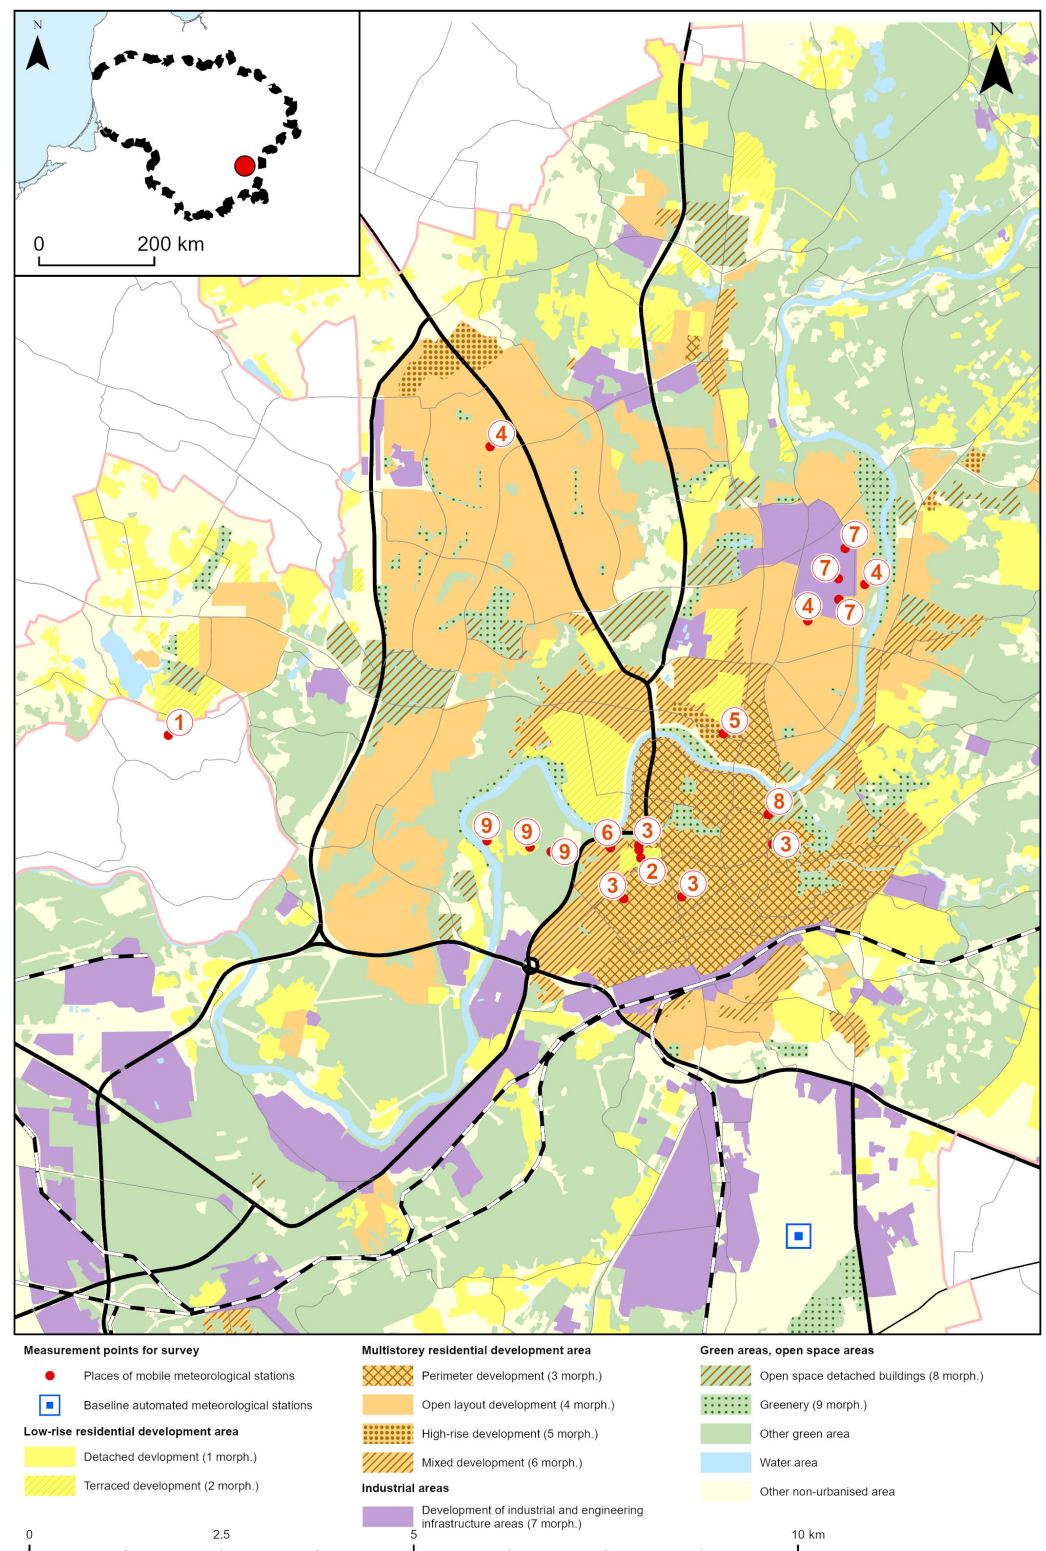 N
N
0
200 km
4
7
7
4
4
7
1
5
8
9
9
6
3
9
3
2
3
3
Measurement points for survey
Places of mobile meteorological stations
Baseline automated meteorological stations
Low-rise residential development area
Detached devlopment (1 morph.)
Terraced development (2 morph.)
Multistorey residential development area
Perimeter development (3 morph.)
Open layout development (4 morph.)
High-rise development (5 morph.)
Mixed development (6 morph.)
Industrial areas
Development of industrial and engineering
infrastructure areas (7 morph.)
Green areas, open space areas
Open space detached buildings (8 morph.)
Greenery (9 morph.)
Other green area
Water area
Other non-urbanised area
0
2.5
5
10 km